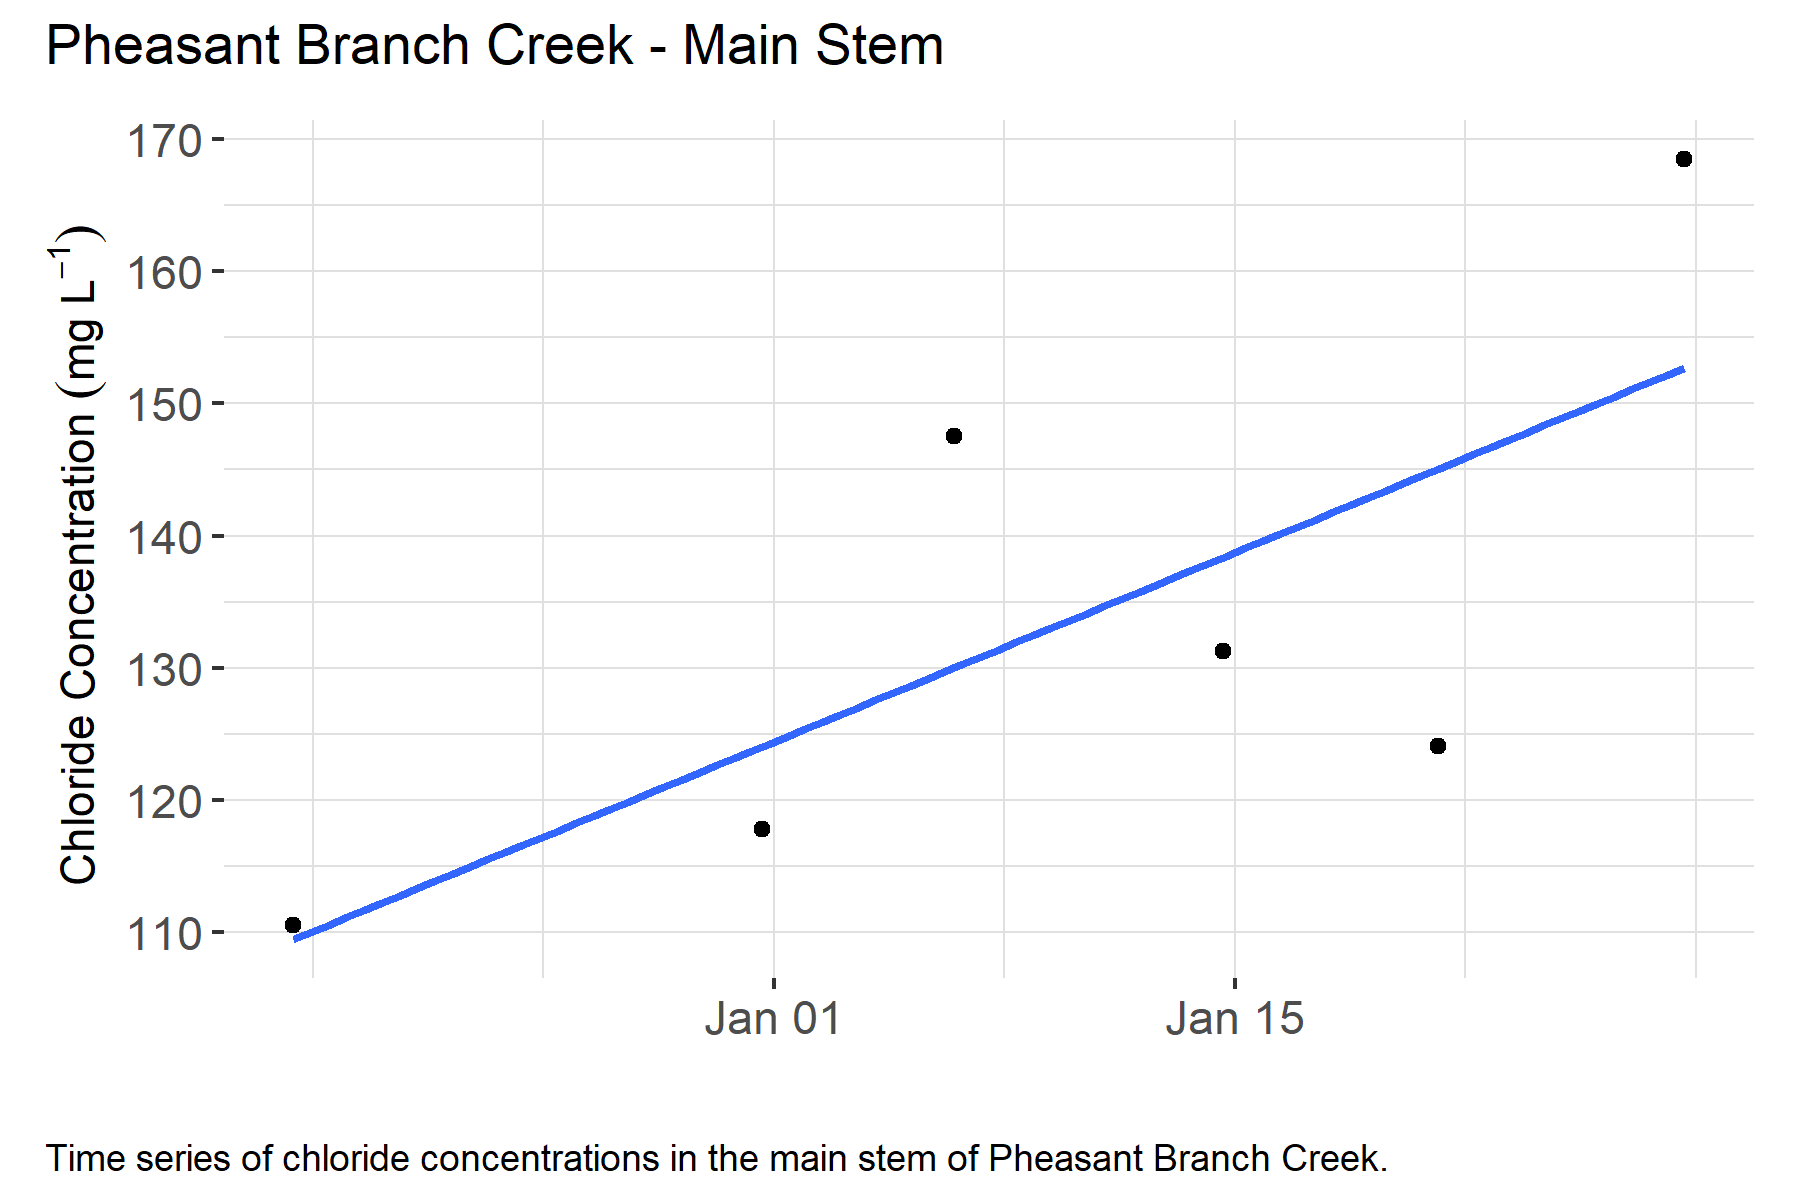 Pheasant Branch Creek - Main Stem
Chloride Concentration (mg L⁻¹)
170
160
150
140
130
120
110
Jan 01 Jan 15
Time series of chloride concentrations in the main stem of Pheasant Branch Creek.